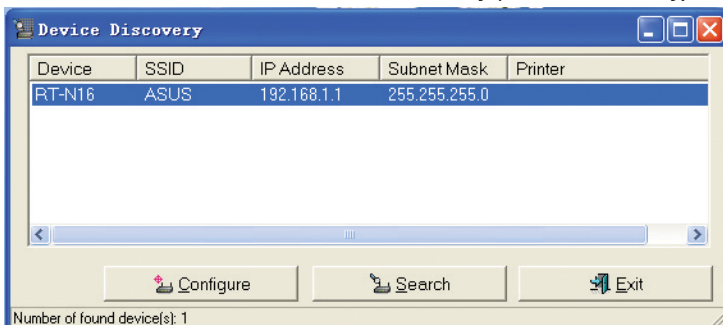 Device Discovery
Device SSID IP Address Subnet Mask Printer
RT-N16 ASUS 192.168.1.1 255.255.255.0
Configure Search Exit
Number of found device(s): 1